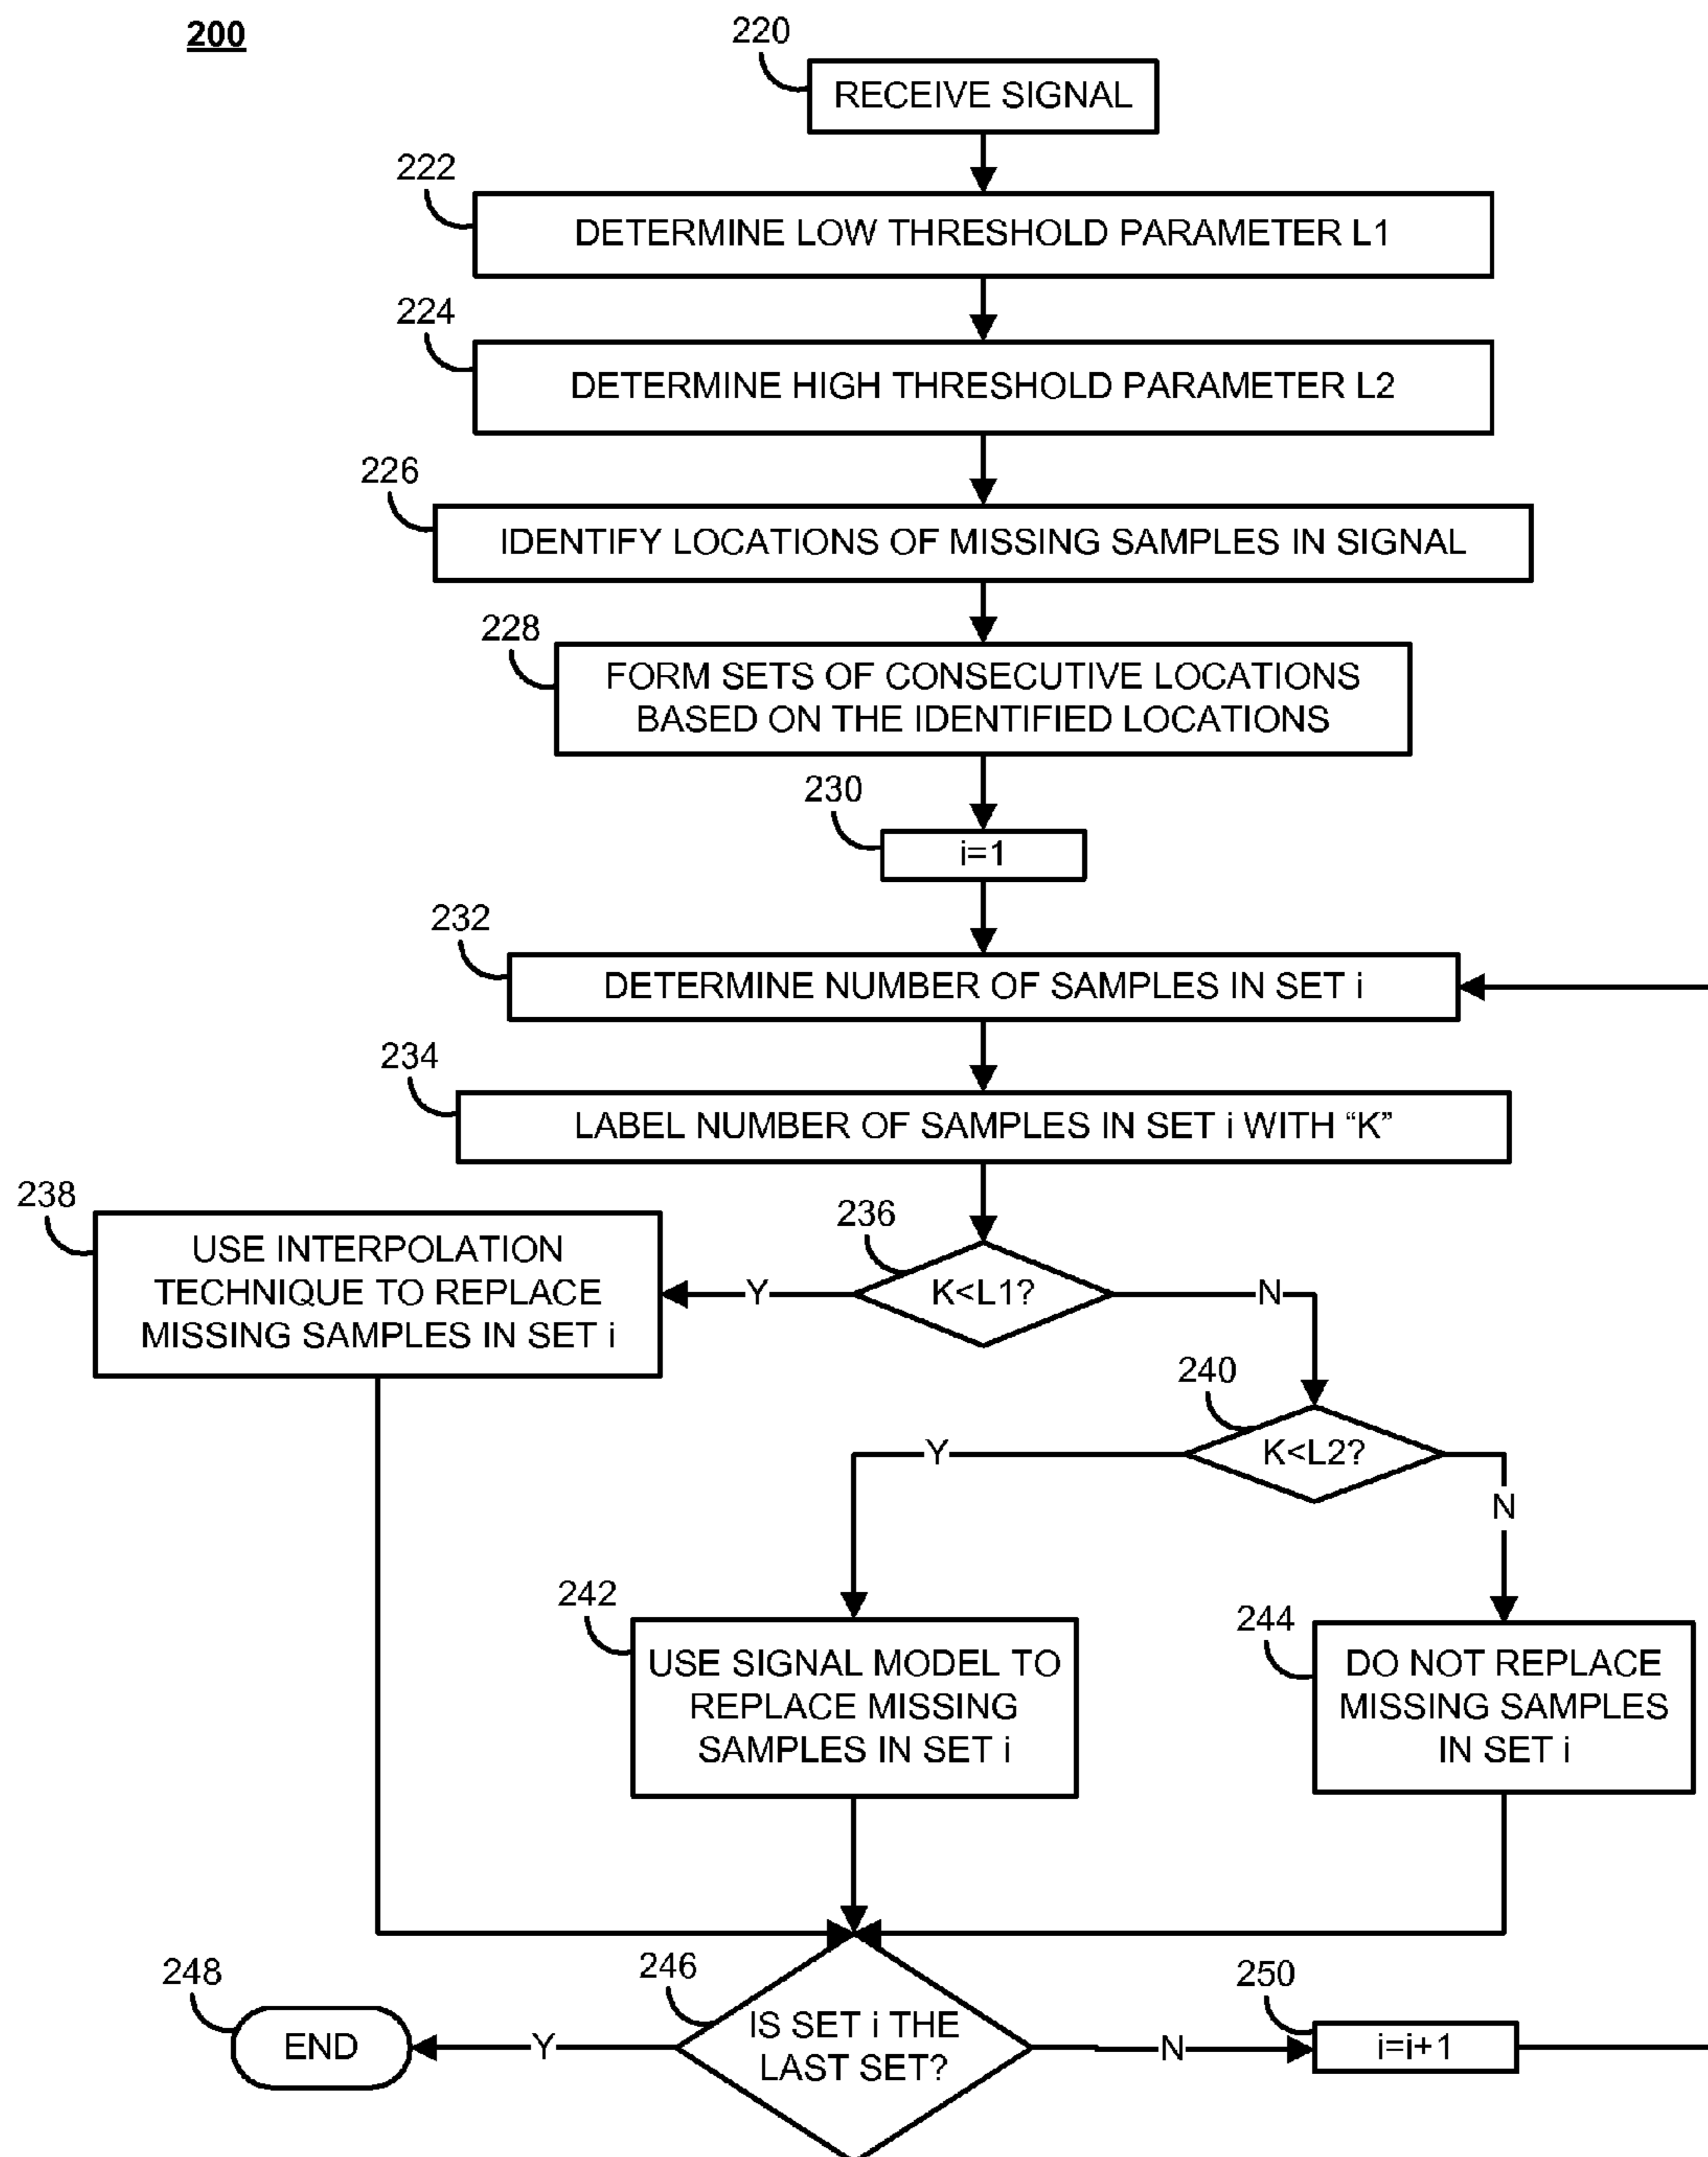 200
220
RECEIVE SIGNAL
222
DETERMINE LOW THRESHOLD PARAMETER L1
224
DETERMINE HIGH THRESHOLD PARAMETER L2
226
IDENTIFY LOCATIONS OF MISSING SAMPLES IN SIGNAL
228
FORM SETS OF CONSECUTIVE LOCATIONS
BASED ON THE IDENTIFIED LOCATIONS
230
i=1
232
DETERMINE NUMBER OF SAMPLES IN SET i
234
LABEL NUMBER OF SAMPLES IN SET i WITH “K”
236
K<L1?
Y
N
238
USE INTERPOLATION
TECHNIQUE TO REPLACE
MISSING SAMPLES IN SET i
240
K<L2?
Y
N
242
USE SIGNAL MODEL TO
REPLACE MISSING
SAMPLES IN SET i
244
DO NOT REPLACE
MISSING SAMPLES
IN SET i
246
IS SET i THE
LAST SET?
Y
N
248
END
250
i=i+1